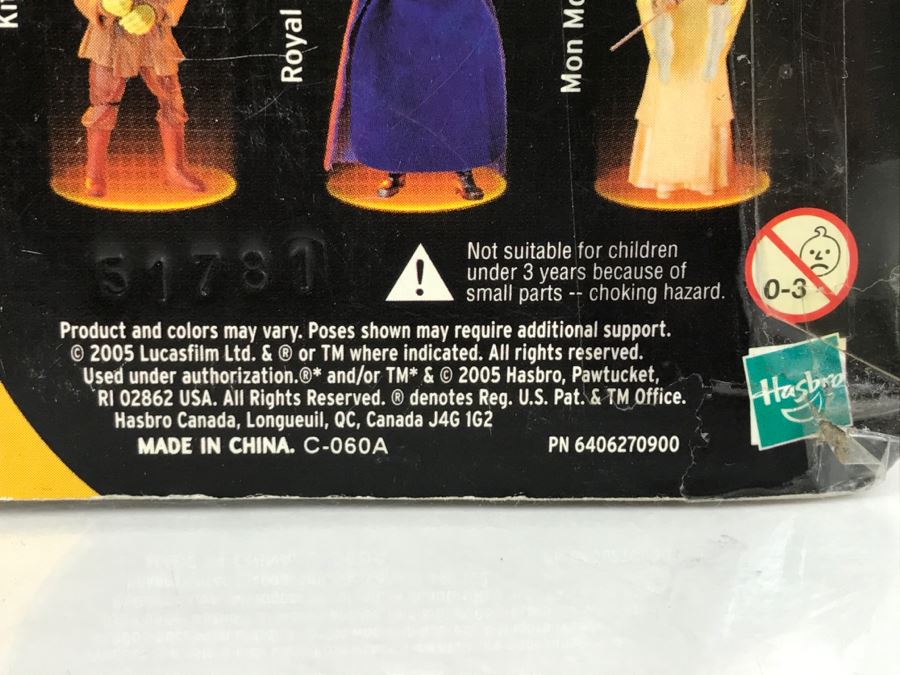 Royal
Mon Mo
51781
Not suitable for children
under 3 years because of
small parts -- choking hazard.
0-3
Product and colors may vary. Poses shown may require additional support.
© 2005 Lucasfilm Ltd. & ® or TM where indicated. All rights reserved.
Used under authorization.®* and/or TM* & © 2005 Hasbro, Pawtucket,
RI 02862 USA. All Rights Reserved. ® denotes Reg. U.S. Pat. & TM Office.
Hasbro Canada, Longueuil, QC, Canada J4G 1G2
MADE IN CHINA. C-060A
PN 6406270900
Hasbro